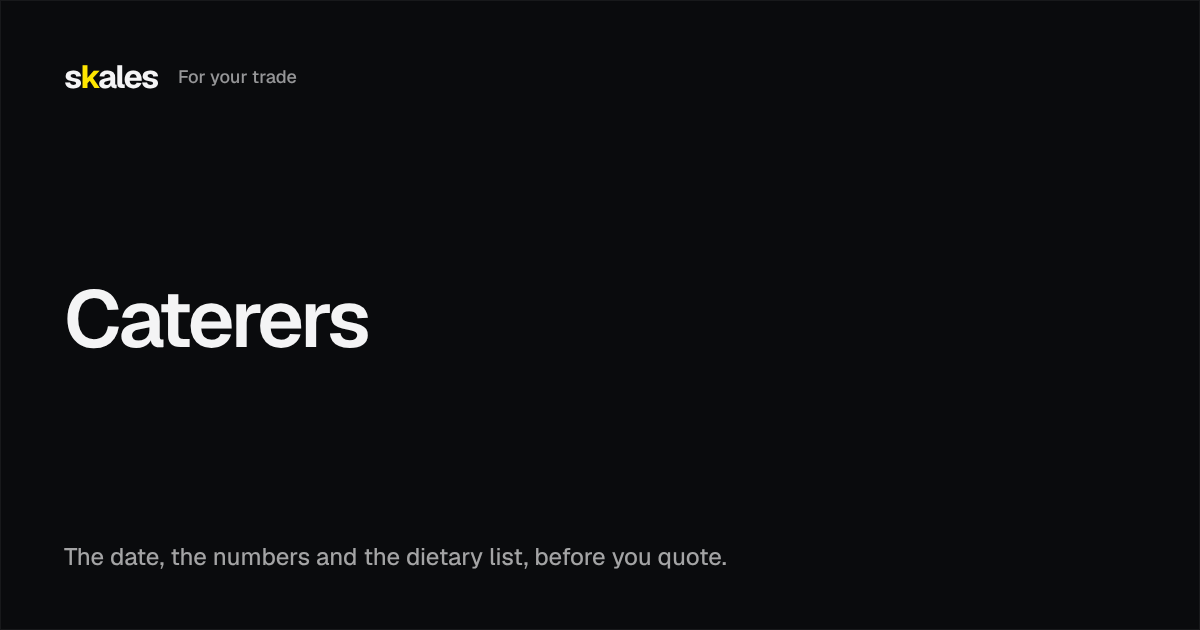 skales For your trade
Caterers
The date, the numbers and the dietary list, before you quote.